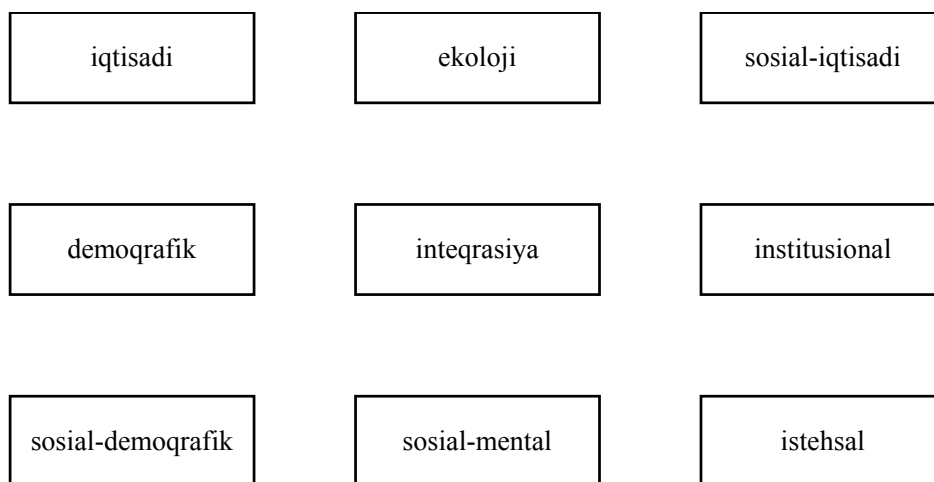 iqtisadi
ekoloji
sosial-iqtisadi
demoqrafik
inteqrasiya
institusional
sosial-demoqrafik
sosial-mental
istehsal